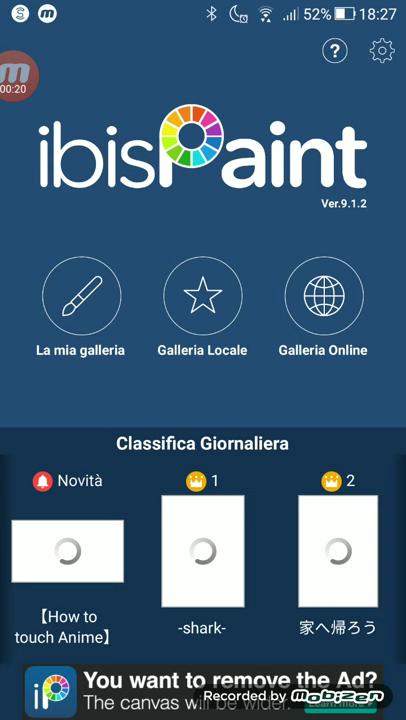 52% 18:27
?
00:20
ibisPaint
Ver.9.1.2
La mia galleria
Galleria Locale
Galleria Online
Classifica Giornaliera
Novità
1
2
【How to touch Anime】
-shark-
家へ帰ろう
You want to remove the Ad?
The canvas will be wider.
Learn more
Recorded by mobizen